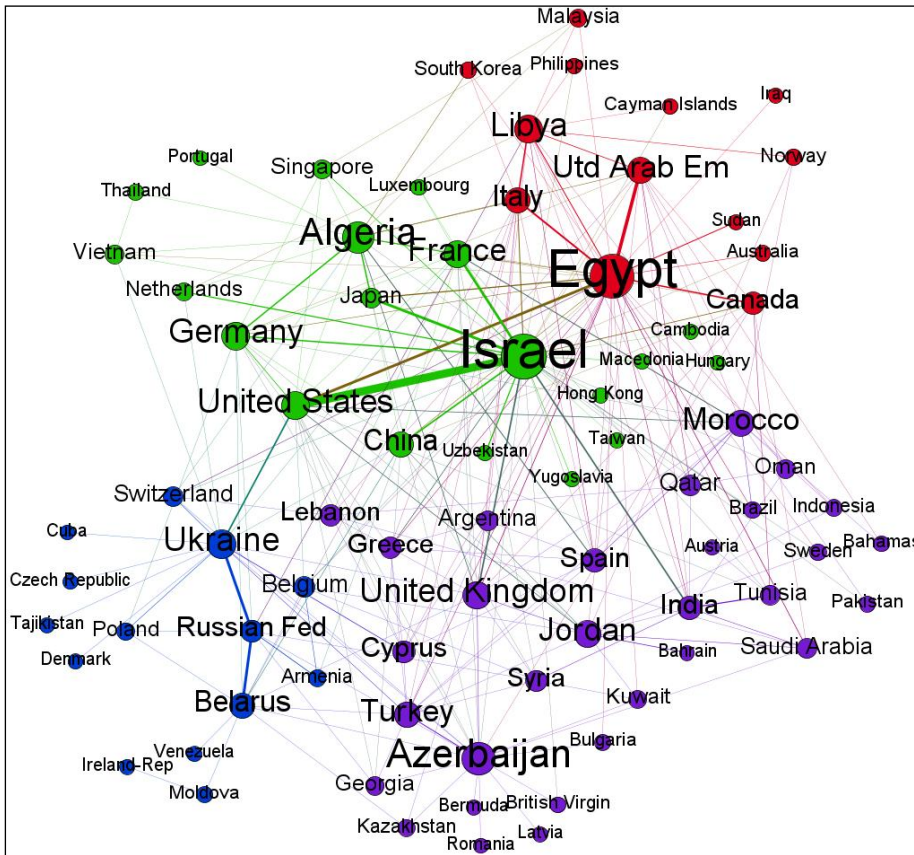 Malaysia
South Korea
Philippines
Cayman Islands
Iraq
Libya
Portugal
Singapore
Utd Arab Em
Norway
Thailand
Luxembourg
Italy
Algeria
Sudan
Vietnam
France
Egypt
Australia
Netherlands
Japan
Canada
Germany
Cambodia
Israel
Macedonia
Hungary
United States
Hong Kong
Morocco
China
Uzbekistan
Taiwan
Yugoslavia
Qatar
Oman
Switzerland
Lebanon
Argentina
Brazil
Indonesia
Cuba
Ukraine
Greece
Spain
Austria
Sweden
Bahamas
Czech Republic
Belgium
United Kingdom
India
Tunisia
Pakistan
Tajikistan
Poland
Russian Fed
Jordan
Denmark
Cyprus
Bahrain
Saudi Arabia
Armenia
Syria
Belarus
Turkey
Kuwait
Venezuela
Azerbaijan
Bulgaria
Ireland-Rep
Moldova
Georgia
Bermuda
British Virgin
Kazakhstan
Latvia
Romania